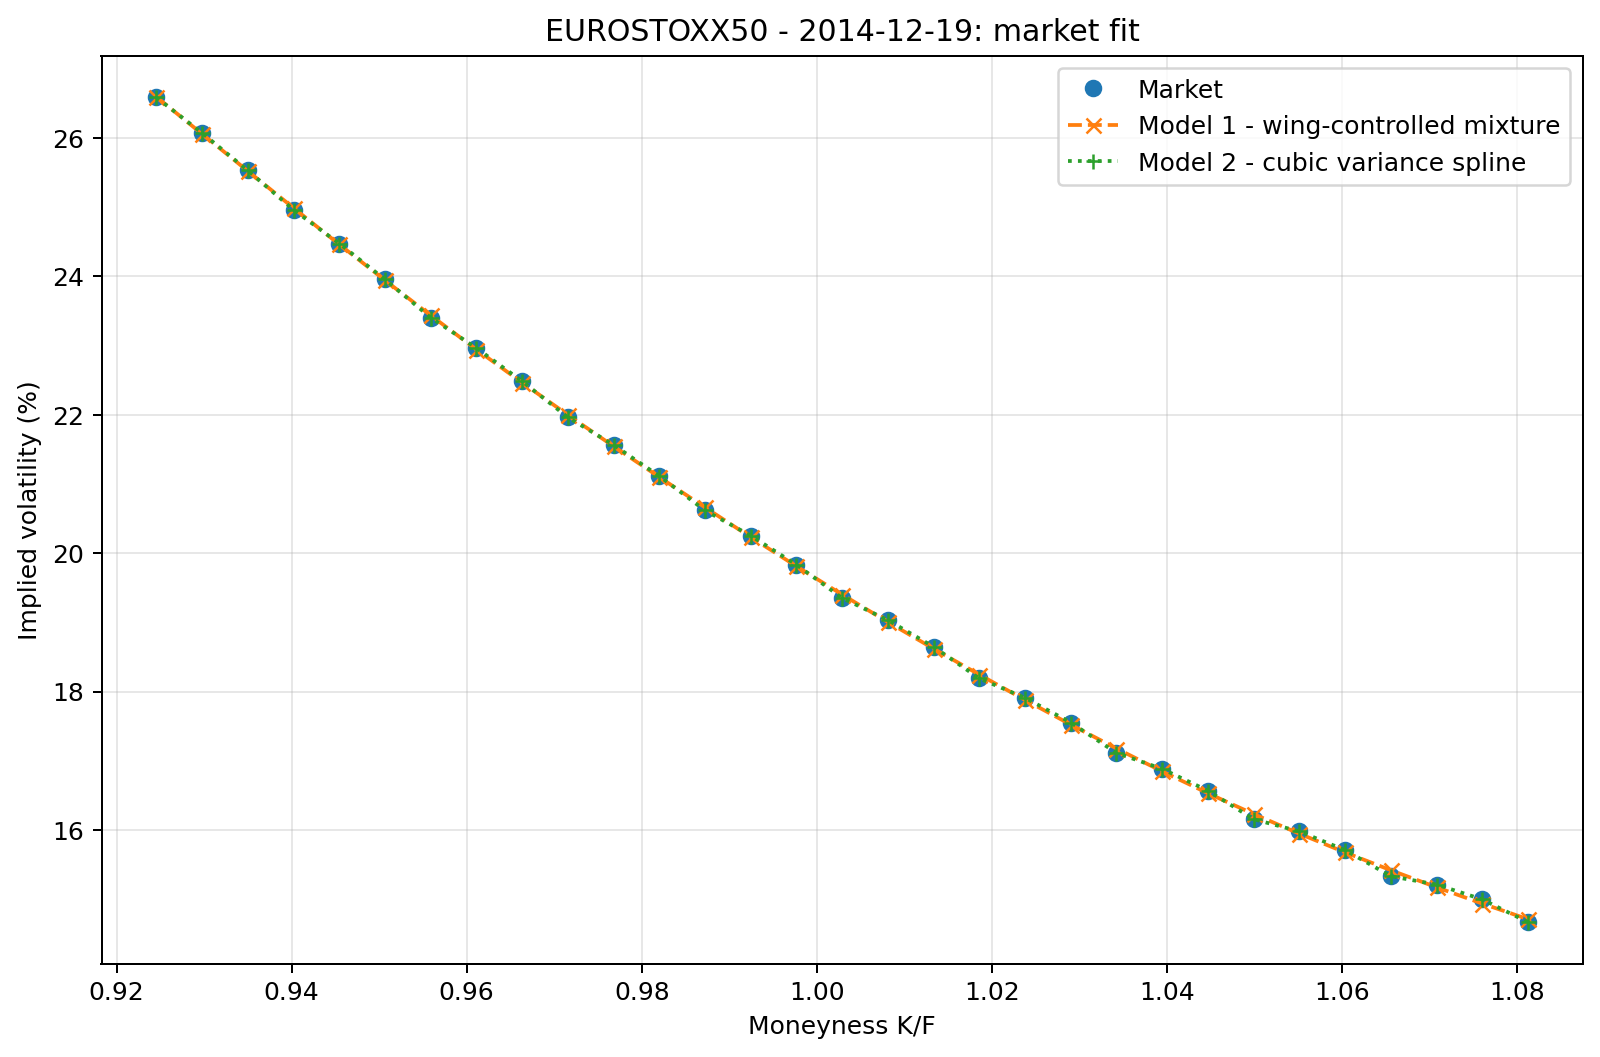 EUROSTOXX50 - 2014-12-19: market fit
Market
Model 1 - wing-controlled mixture
Model 2 - cubic variance spline
Implied volatility (%)
26
24
22
20
18
16
0.92 0.94 0.96 0.98 1.00 1.02 1.04 1.06 1.08
Moneyness K/F